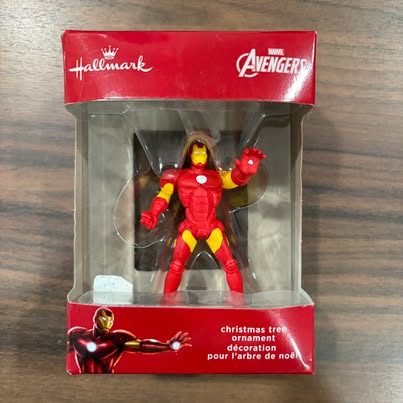 Hallmark
MARVEL
AVENGERS
christmas tree
ornament
décoration
pour l'arbre de noël